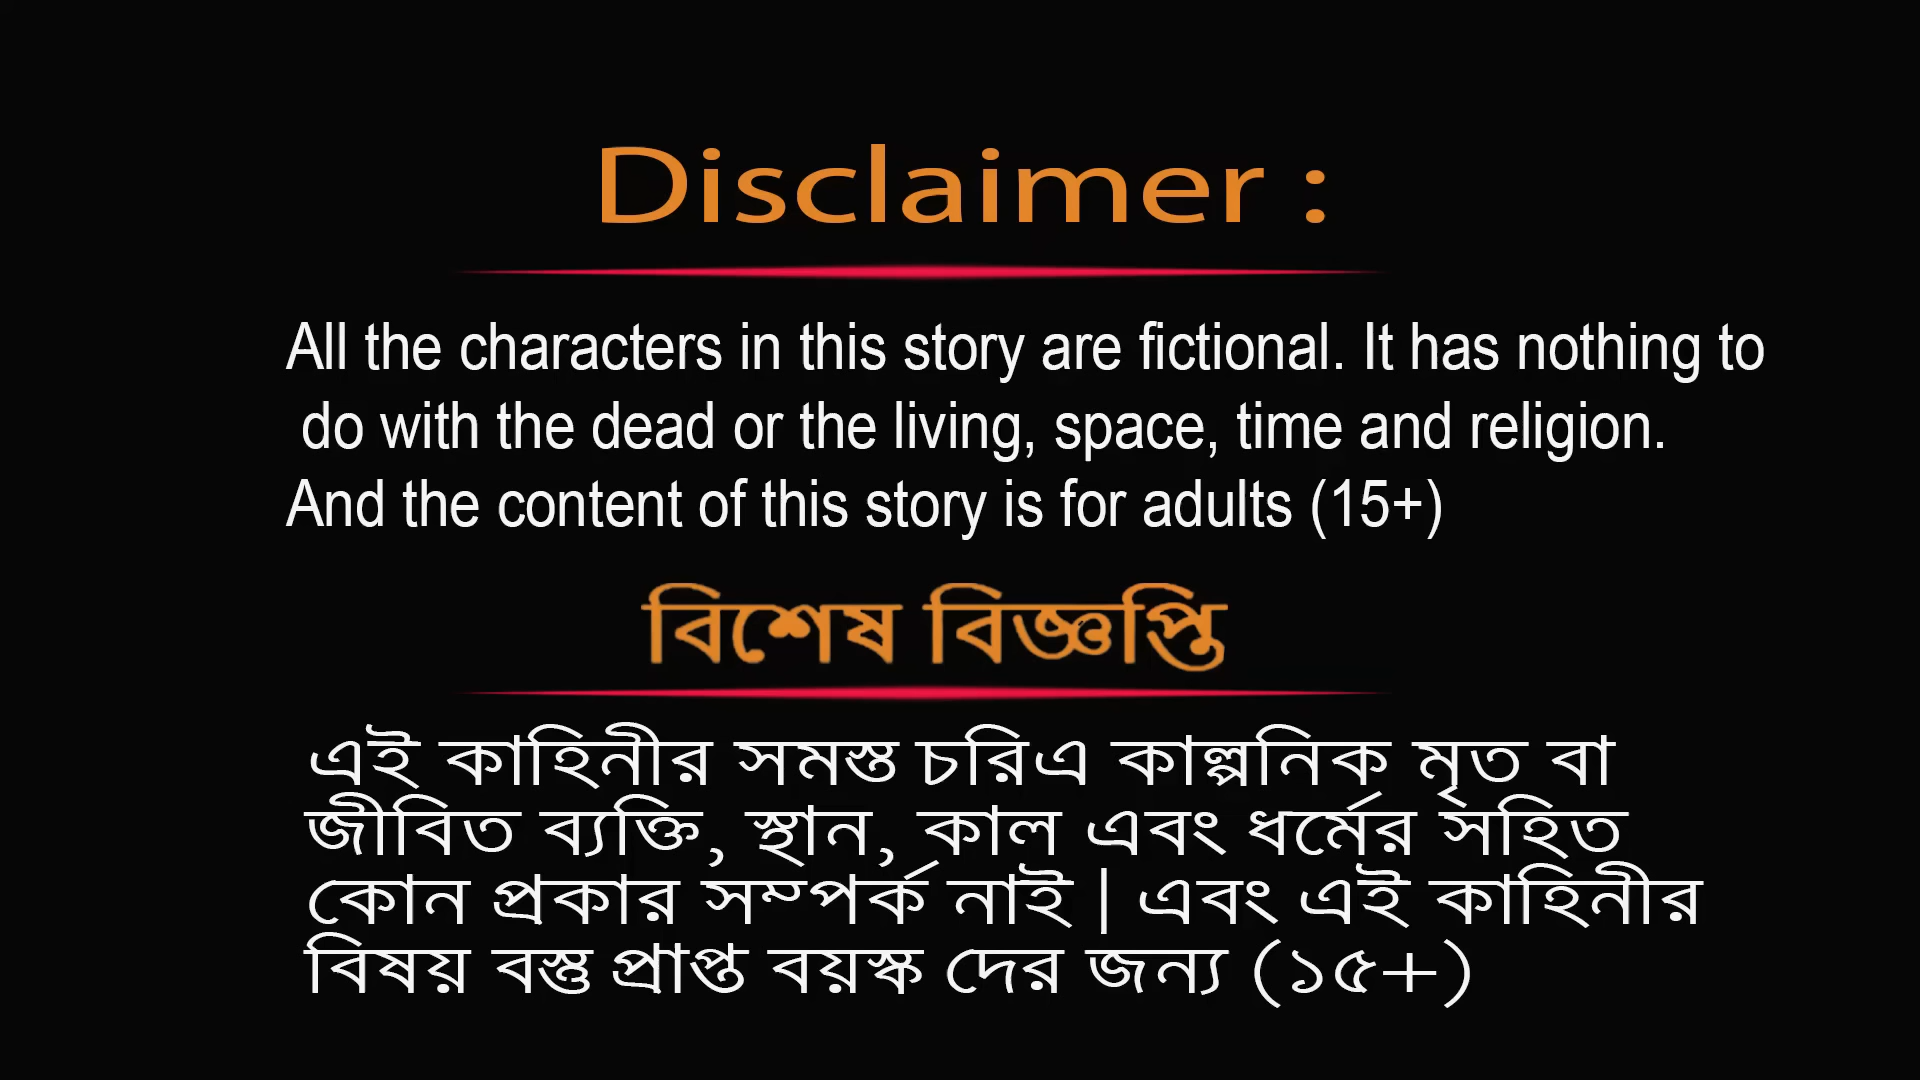 Disclaimer :
All the characters in this story are fictional. It has nothing to
do with the dead or the living, space, time and religion.
And the content of this story is for adults (15+)
বিশেষ বিজ্ঞপ্তি
এই কাহিনীর সমস্ত চরিএ কাল্পনিক মৃত বা
জীবিত ব্যক্তি, স্থান, কাল এবং ধর্মের সহিত
কোন প্রকার সম্পর্ক নাই | এবং এই কাহিনীর
বিষয় বস্তু প্রাপ্ত বয়স্ক দের জন্য (১৫+)